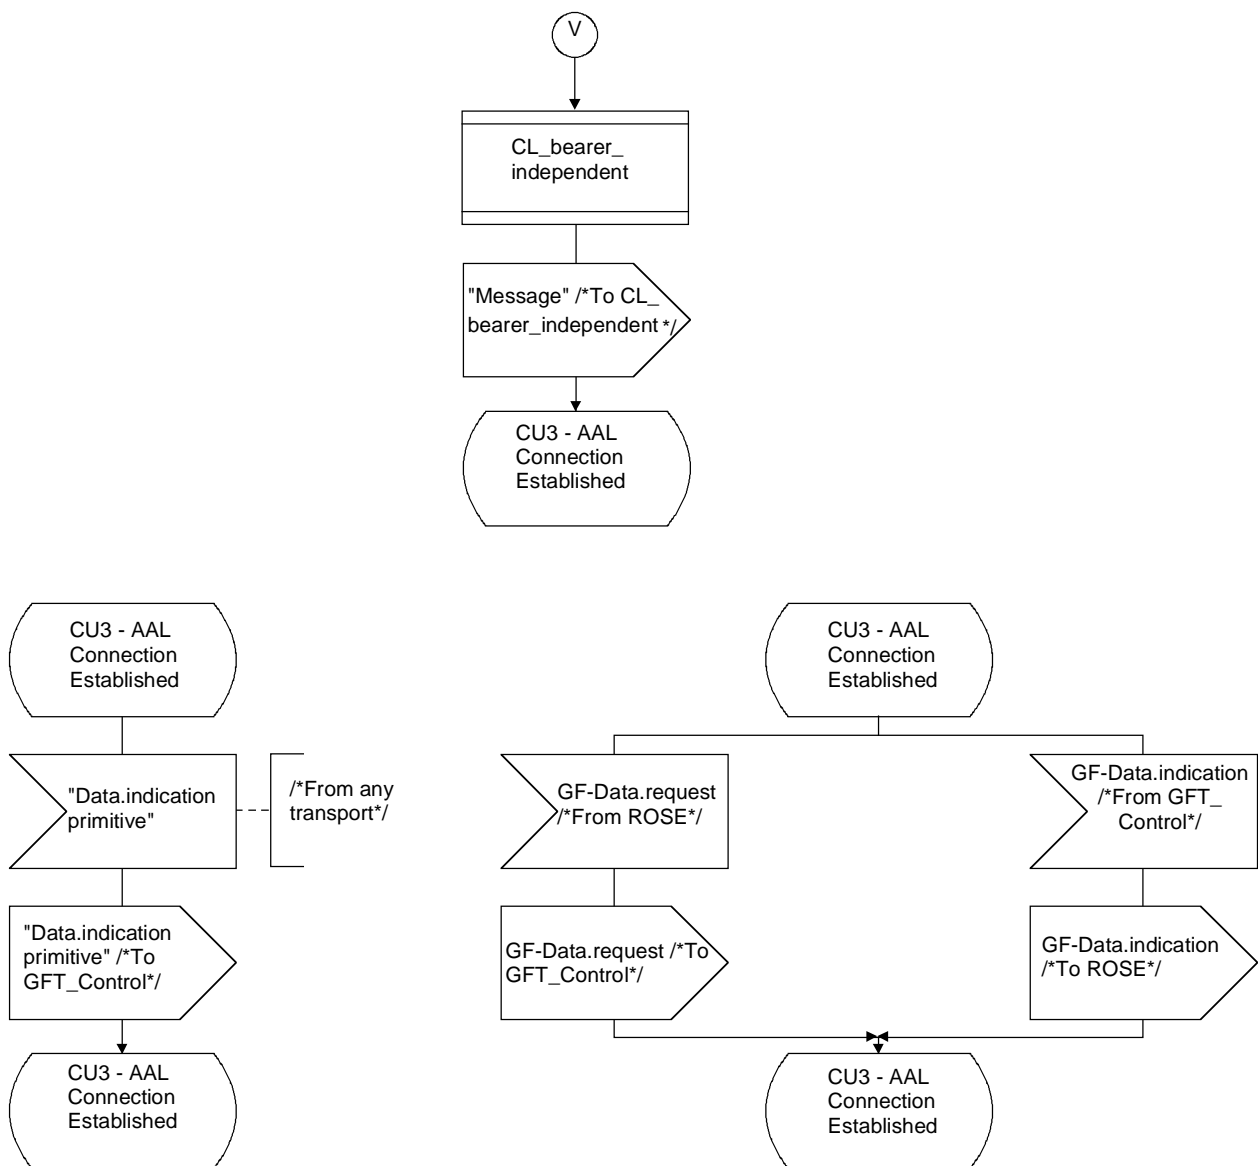 V
CL_bearer_
independent
"Message" /*To CL_
bearer_independent */
CU3 - AAL
Connection
Established
CU3 - AAL
Connection
Established
"Data.indication
primitive"
/*From any
transport*/
"Data.indication
primitive" /*To
GFT_Control*/
CU3 - AAL
Connection
Established
CU3 - AAL
Connection
Established
GF-Data.request
/*From ROSE*/
GF-Data.indication
/*From GFT_
Control*/
GF-Data.request /*To
GFT_Control*/
GF-Data.indication
/*To ROSE*/
CU3 - AAL
Connection
Established